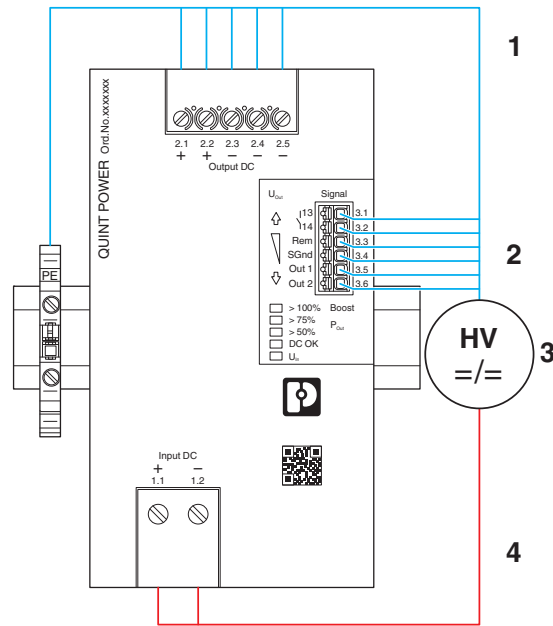 1
QUINT POWER Ord.No.xxxxxxx
2.1 2.2 2.3 2.4 2.5
+ + – – –
Output DC
UOut Signal
13 3.1
14 3.2
Rem 3.3
SGnd 3.4
Out 1 3.5
Out 2 3.6
2
PE
> 100% Boost
> 75% POut
> 50%
DC OK
UIn
HV
=/=
3
Input DC
+ –
1.1 1.2
4